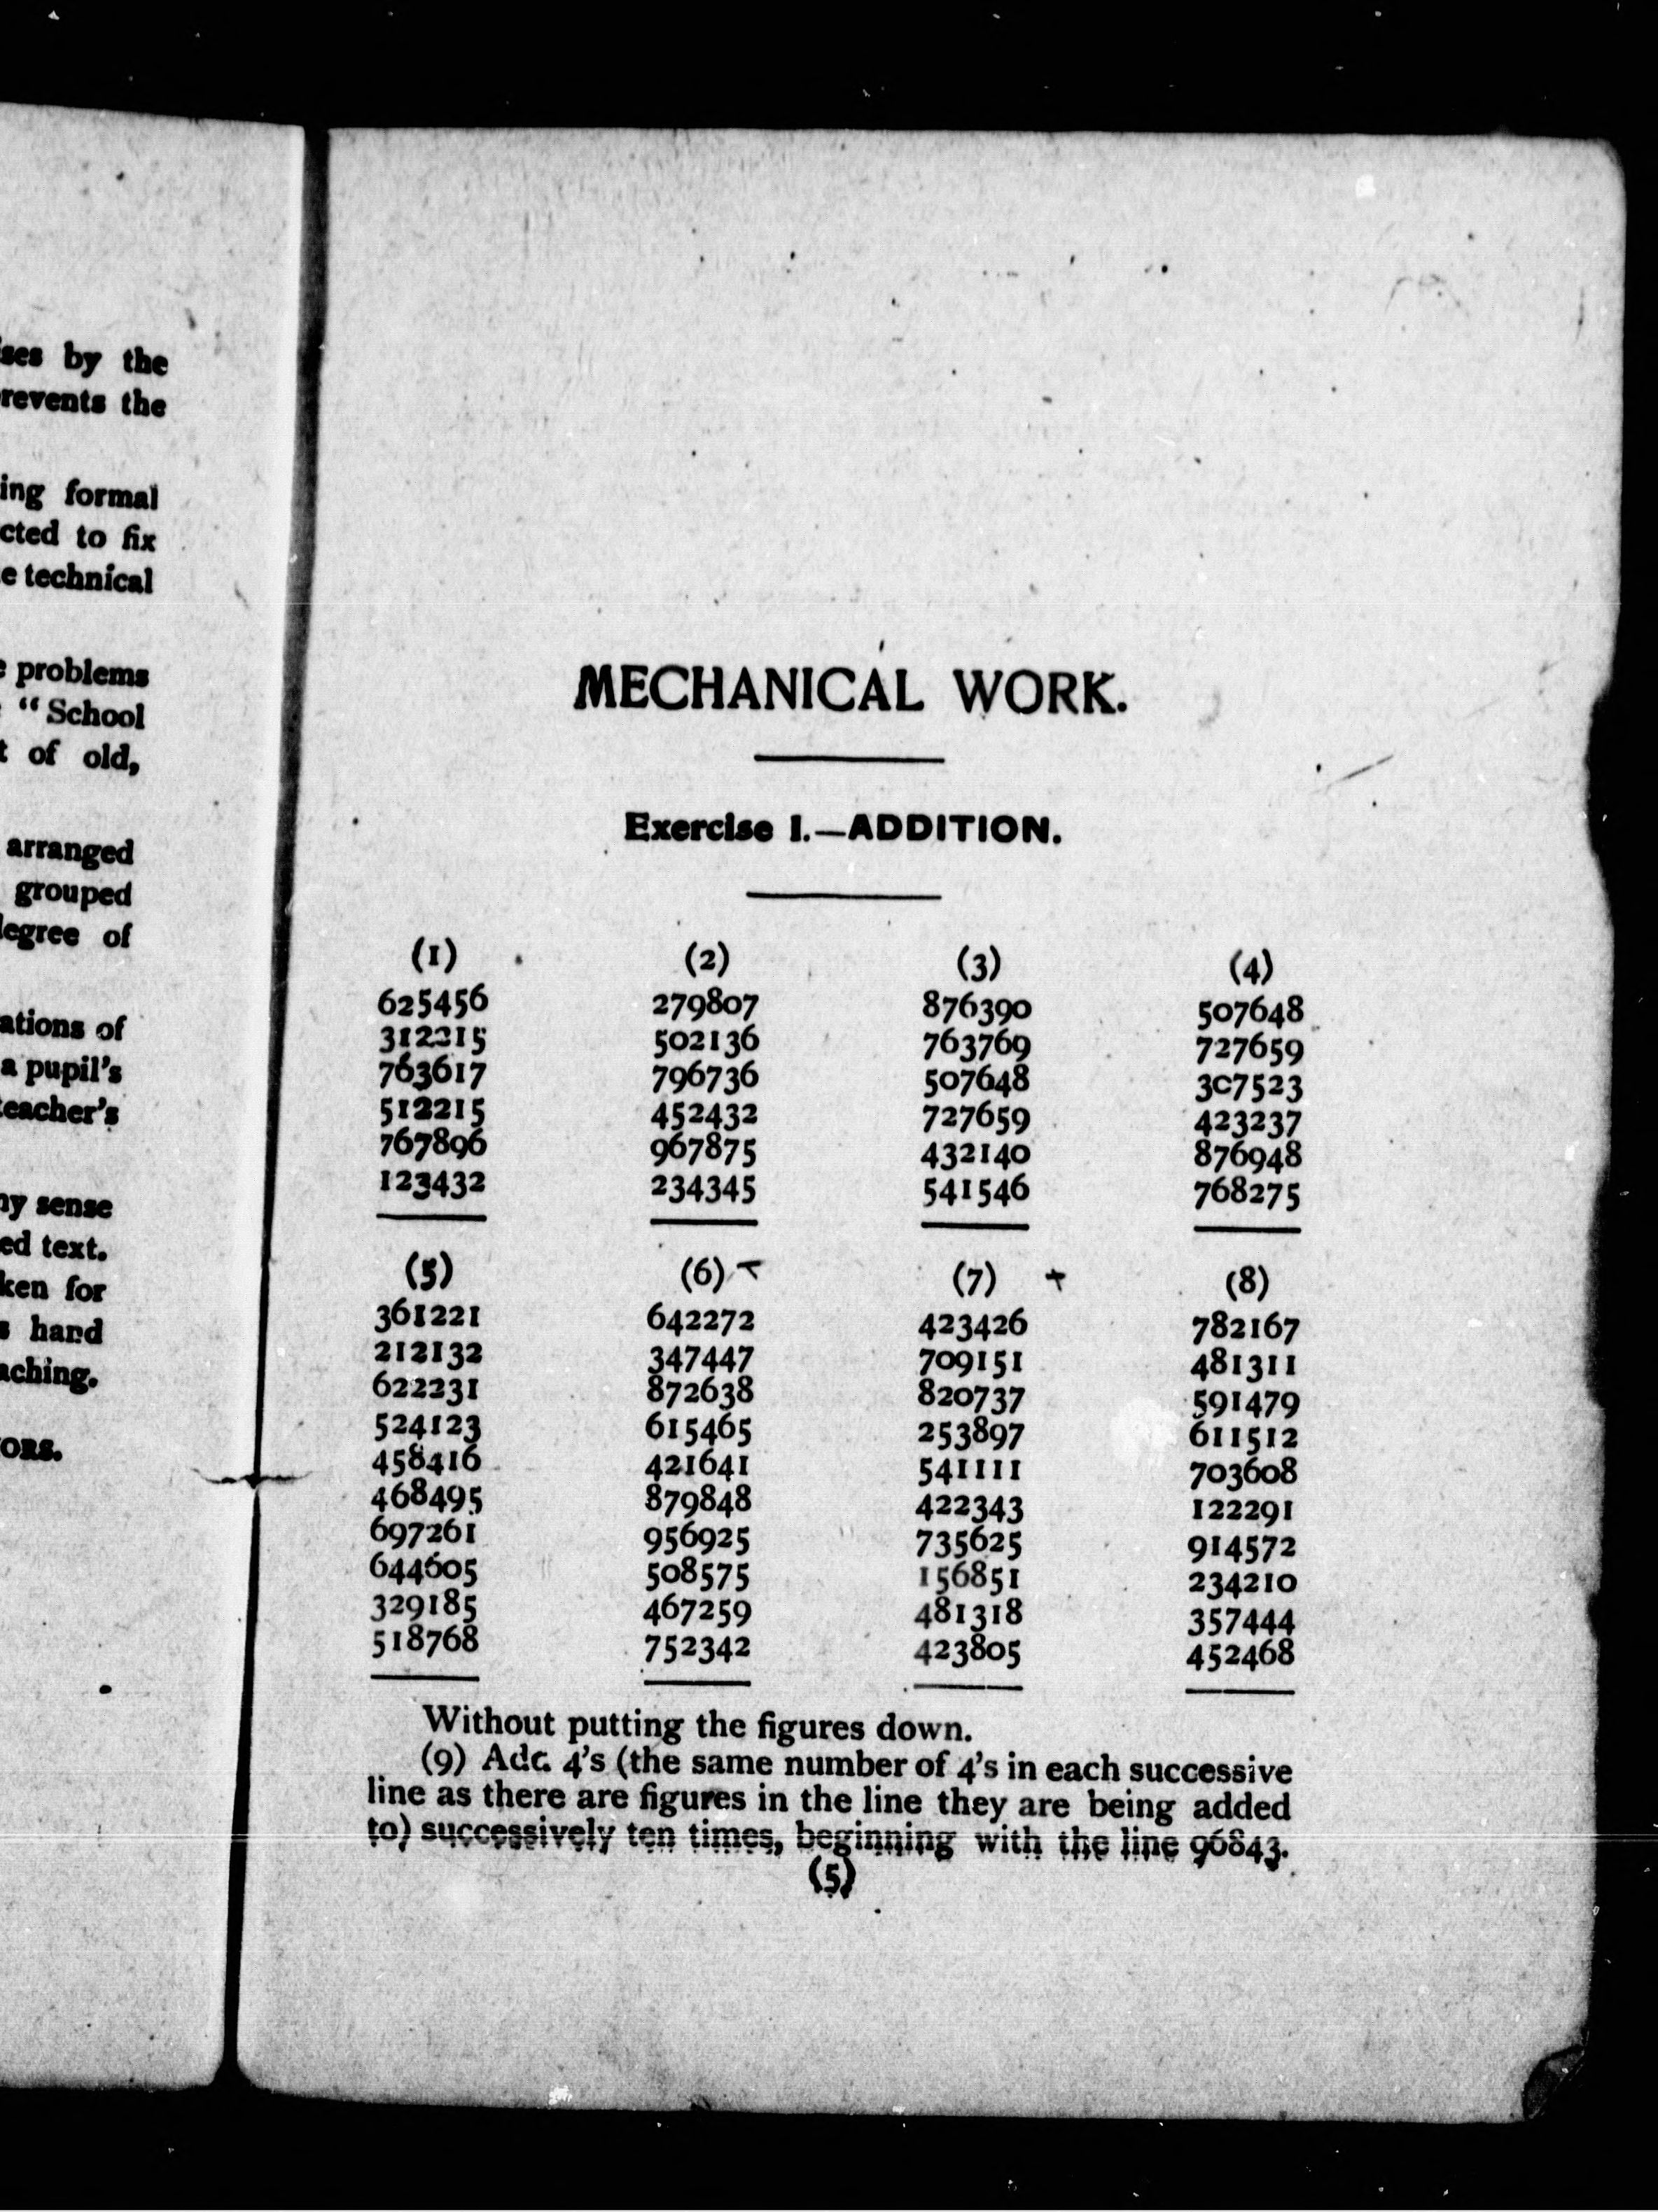 ses by the
revents the
ing formal
cted to fix
e technical
problems
“School
t of old,
arranged
grouped
degree of
ations of
a pupil's
teacher's
ny sense
ed text.
ken for
s hand
aching.
ORS.
MECHANICAL WORK.
Exercise I.—ADDITION.
(1) (2) (3) (4)
625456 279807 876390 507648
312215 502136 763769 727659
763617 796736 507648 307523
512215 452432 727659 423237
767896 967875 432140 876948
123432 234345 541546 768275
(5) (6) (7) + (8)
361221 642272 423426 782167
212132 347447 709151 481311
622231 872638 820737 591479
524123 615465 253897 611512
458416 421641 541111 703608
468495 879848 422343 122291
697261 956925 735625 914572
644605 508575 156851 234210
329185 467259 481318 357444
518768 752342 423805 452468
Without putting the figures down.
(9) Add 4's (the same number of 4's in each successive
line as there are figures in the line they are being added
to) successively ten times, beginning with the line 96843.
(5)